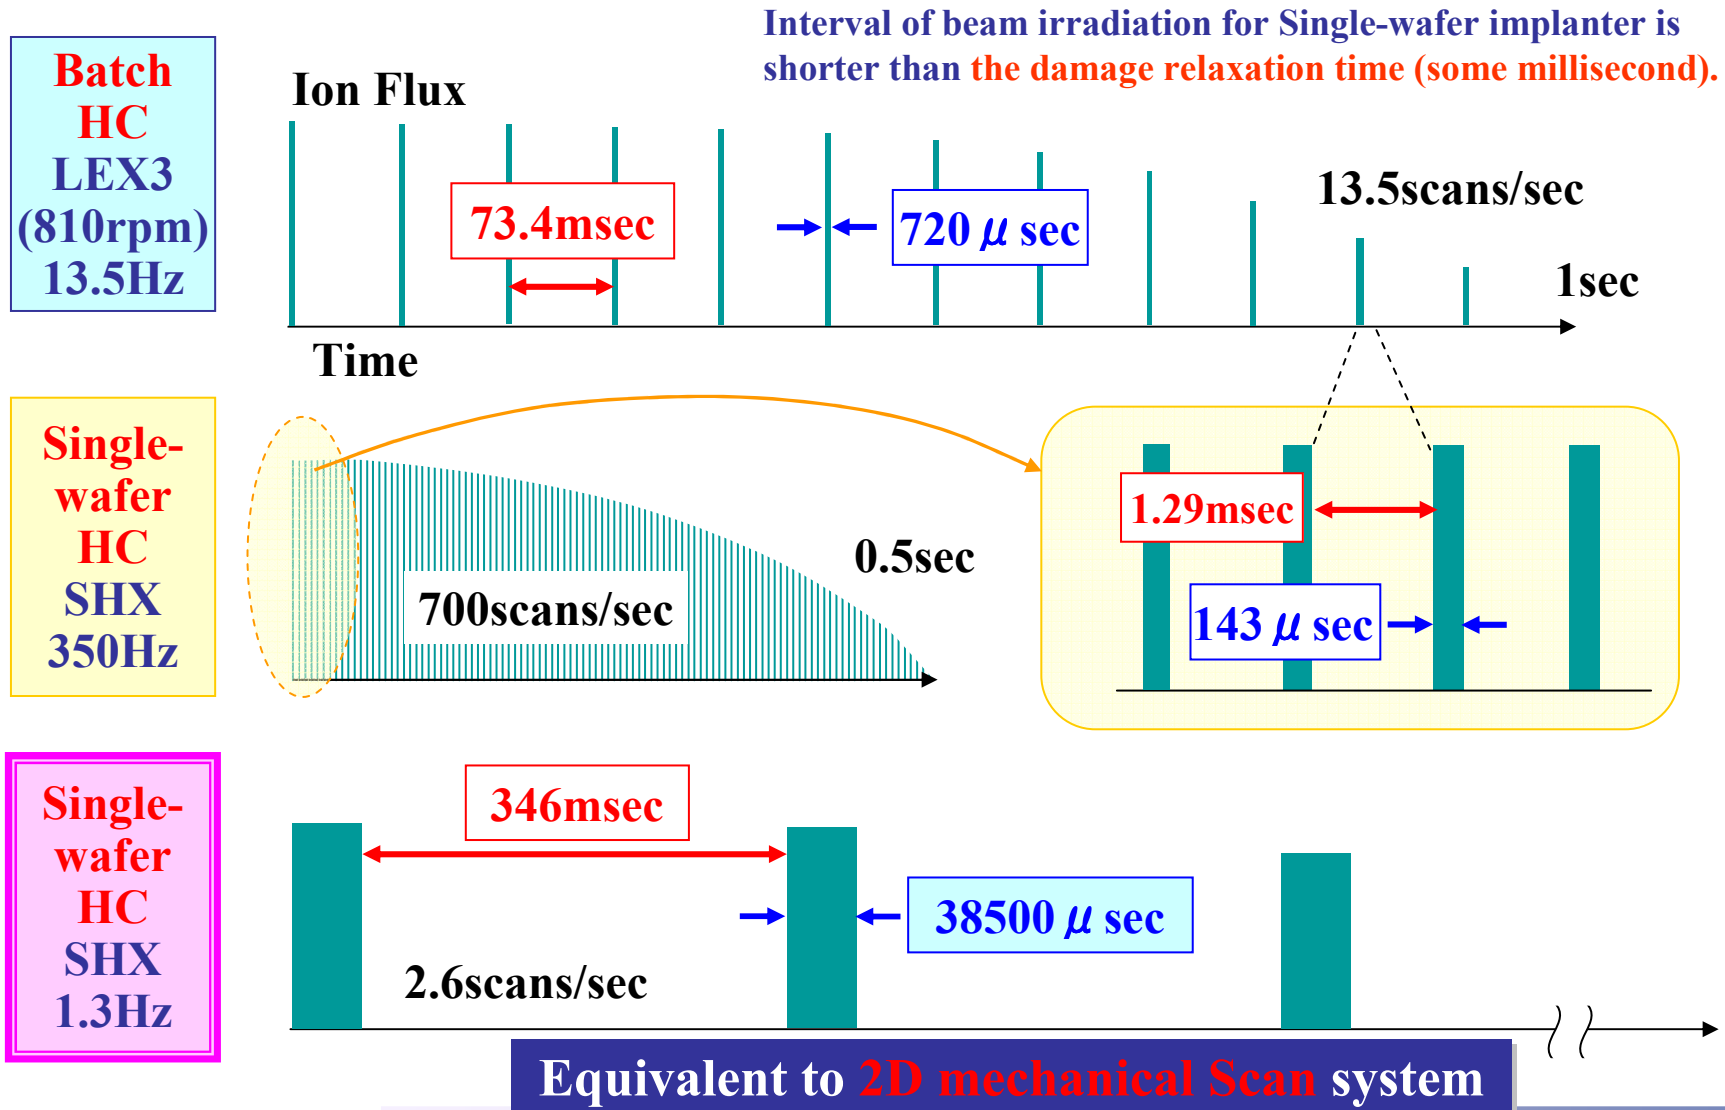 Interval of beam irradiation for Single-wafer implanter is
shorter than the damage relaxation time (some millisecond).
Batch
HC
LEX3
(810rpm)
13.5Hz
Ion Flux
73.4msec
720 μ sec
13.5scans/sec
1sec
Time
Single-
wafer
HC
SHX
350Hz
700scans/sec
0.5sec
1.29msec
143 μ sec
Single-
wafer
HC
SHX
1.3Hz
346msec
38500 μ sec
2.6scans/sec
Equivalent to 2D mechanical Scan system